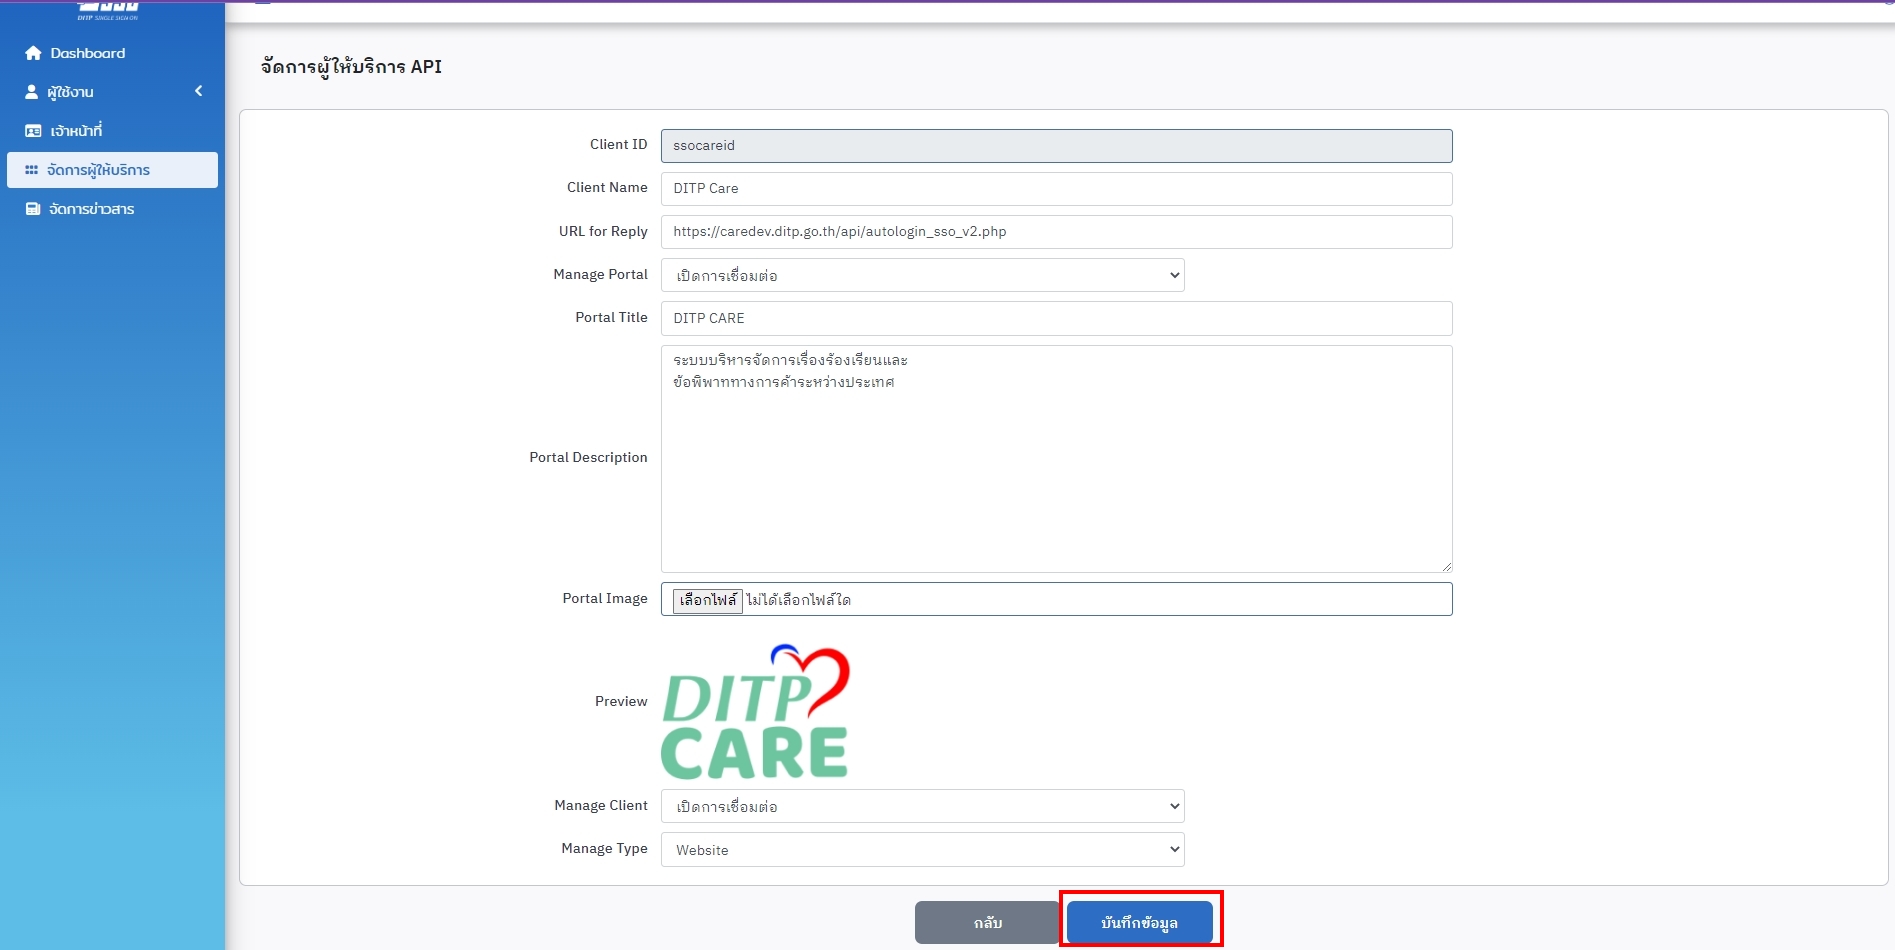 DITP SINGLE SIGN ON
Dashboard
ผู้ใช้งาน
เจ้าหน้าที่
จัดการผู้ให้บริการ
จัดการข่าวสาร
จัดการผู้ให้บริการ API
Client ID ssocareid
Client Name DITP Care
URL for Reply https://caredev.ditp.go.th/api/autologin_sso_v2.php
Manage Portal เปิดการเชื่อมต่อ
Portal Title DITP CARE
Portal Description ระบบบริหารจัดการเรื่องร้องเรียนและ
ข้อพิพาททางการค้าระหว่างประเทศ
Portal Image เลือกไฟล์ ไม่ได้เลือกไฟล์ใด
Preview
DITP
CARE
Manage Client เปิดการเชื่อมต่อ
Manage Type Website
กลับ บันทึกข้อมูล